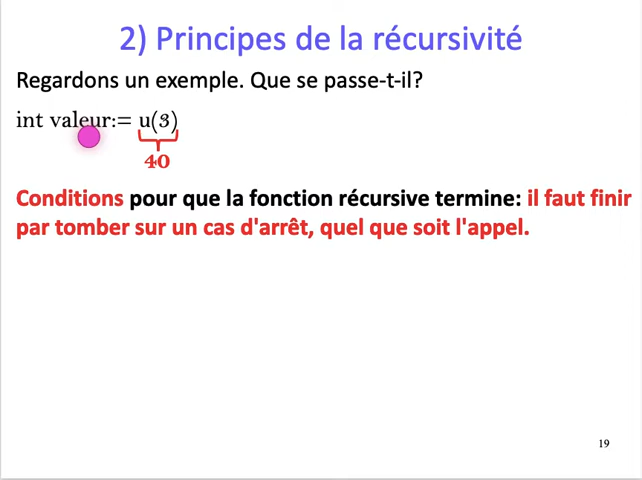 2) Principes de la récursivité
Regardons un exemple. Que se passe-t-il?
int valeur:= u(3)
40
Conditions pour que la fonction récursive termine: il faut finir
par tomber sur un cas d'arrêt, quel que soit l'appel.
19